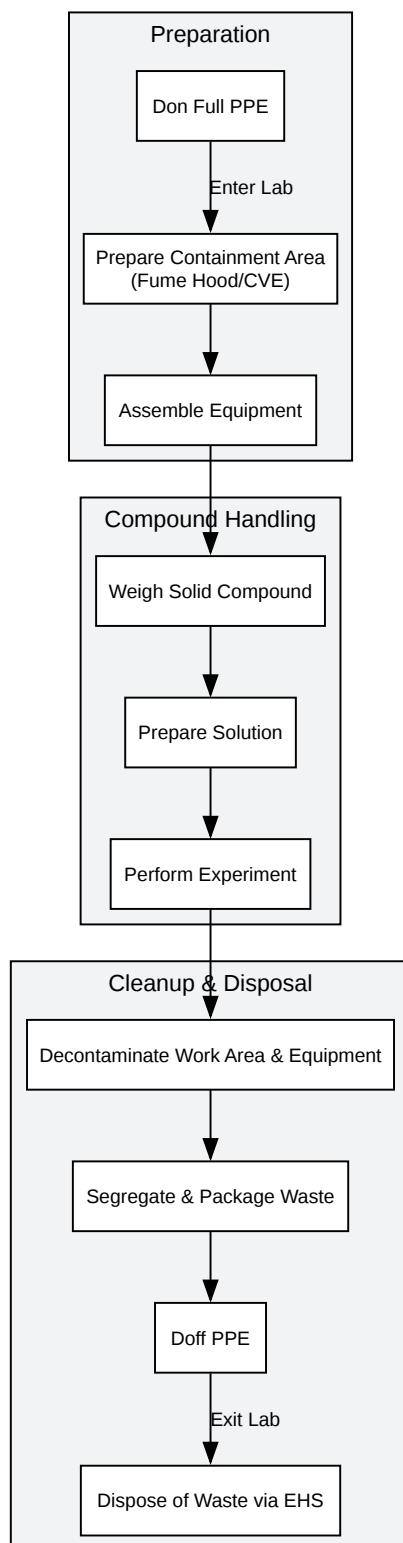 Preparation
Don Full PPE
Enter Lab
Prepare Containment Area
(Fume Hood/CVE)
Assemble Equipment
Compound Handling
Weigh Solid Compound
Prepare Solution
Perform Experiment
Cleanup & Disposal
Decontaminate Work Area & Equipment
Segregate & Package Waste
Doff PPE
Exit Lab
Dispose of Waste via EHS